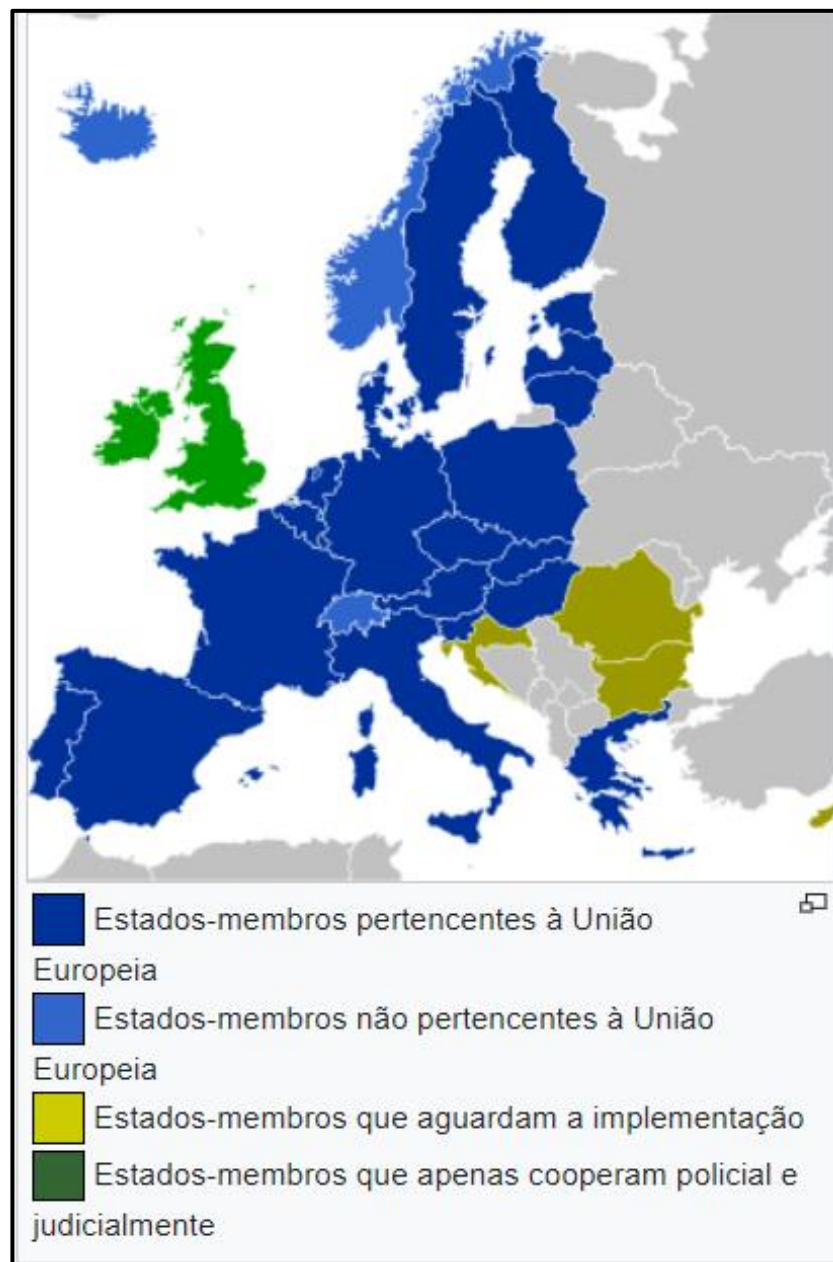 Estados-membros pertencentes à União
Europeia
Estados-membros não pertencentes à União
Europeia
Estados-membros que aguardam a implementação
Estados-membros que apenas cooperam policial e
judicialmente